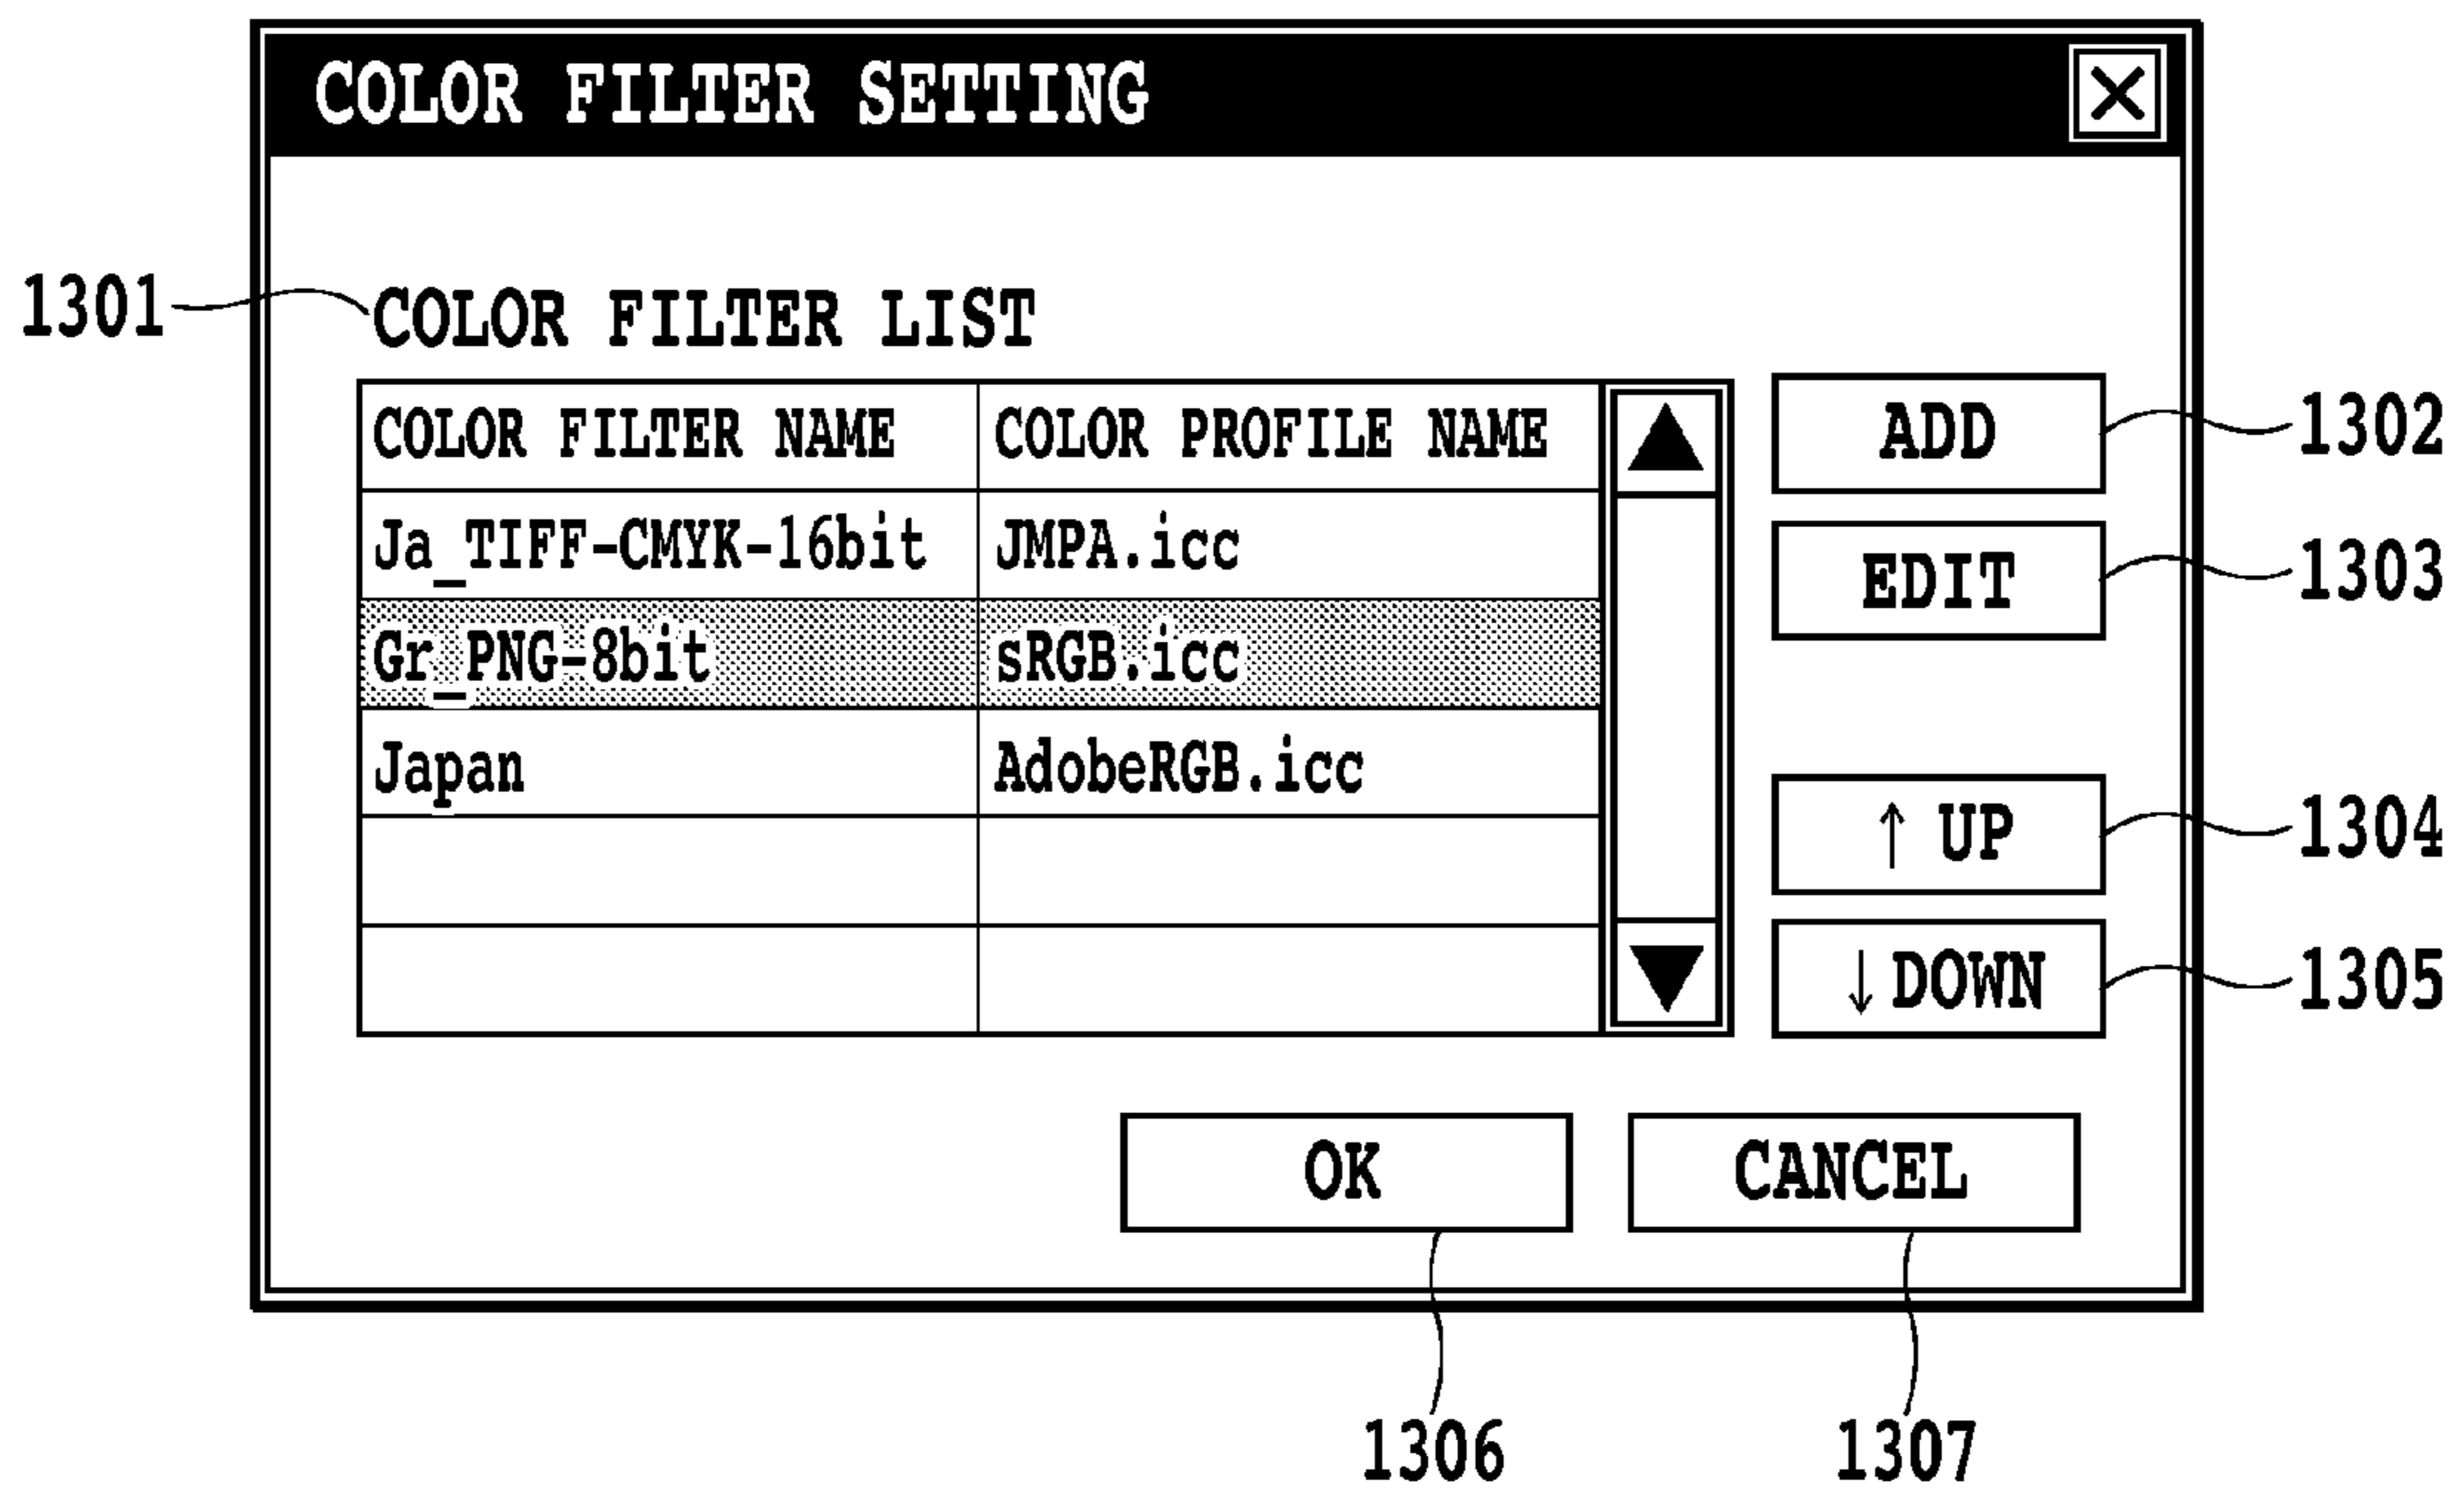 COLOR FILTER SETTING
1301
COLOR FILTER LIST
COLOR FILTER NAME COLOR PROFILE NAME
Ja_TIFF-CMYK-16bit JMPA.icc
Gr_PNG-8bit sRGB.icc
Japan AdobeRGB.icc
ADD 1302
EDIT 1303
↑ UP 1304
↓ DOWN 1305
OK CANCEL
1306 1307